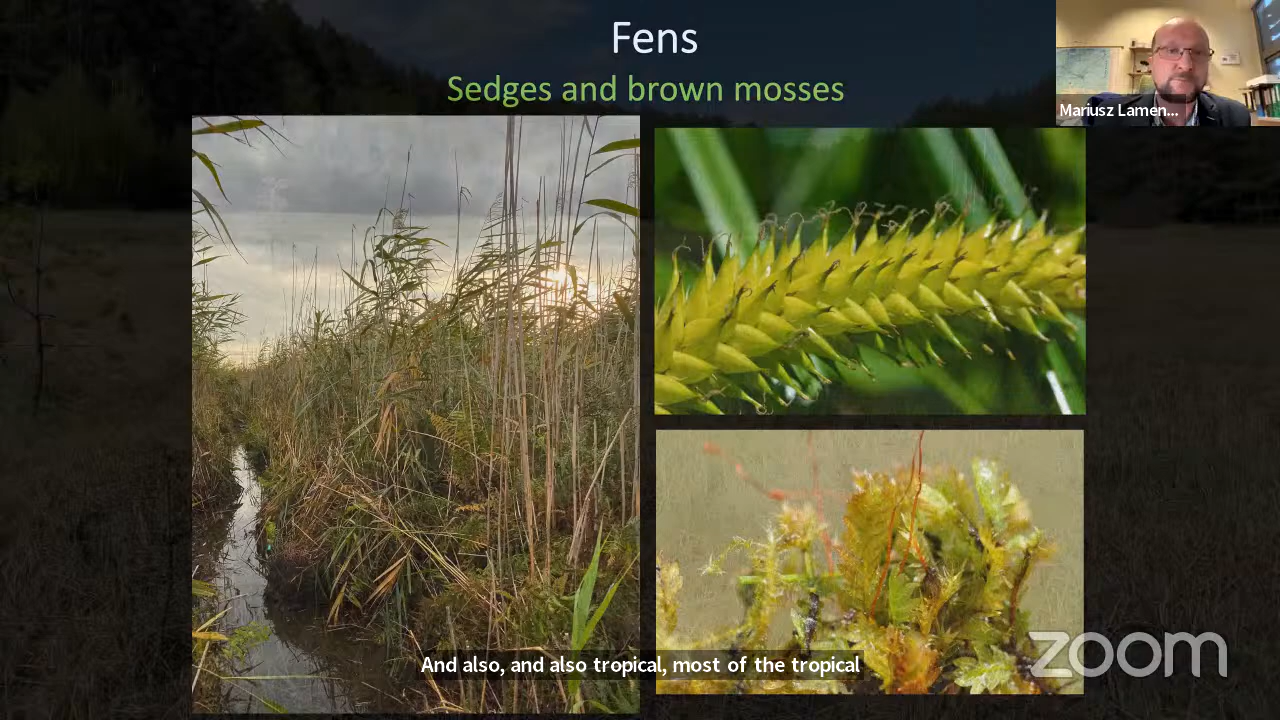 Fens
Sedges and brown mosses
Mariusz Lamen...
And also, and also tropical, most of the tropical
zoom